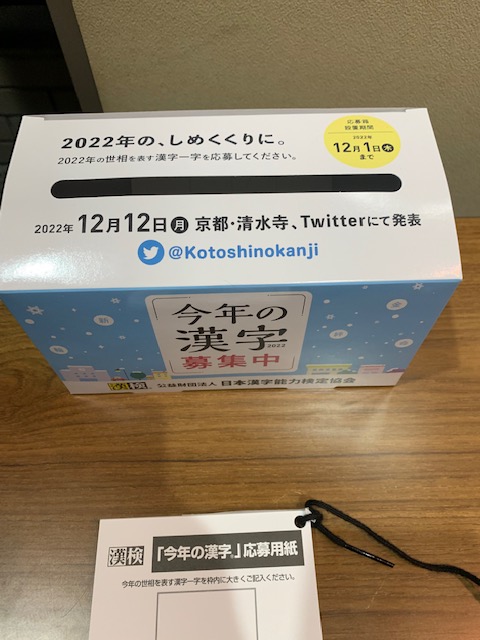 2022年の、しめくくりに。
2022年の世相を表す漢字一字を応募してください。
応募箱
設置期間
2022年
12月1日木
まで
2022年 12月12日月 京都・清水寺、Twitterにて発表
@Kotoshinokanji
今年の
漢字
2022
募集中
漢検 公益財団法人 日本漢字能力検定協会
漢検 「今年の漢字」応募用紙
今年の世相を表す漢字一字を枠内に大きくご記入ください。